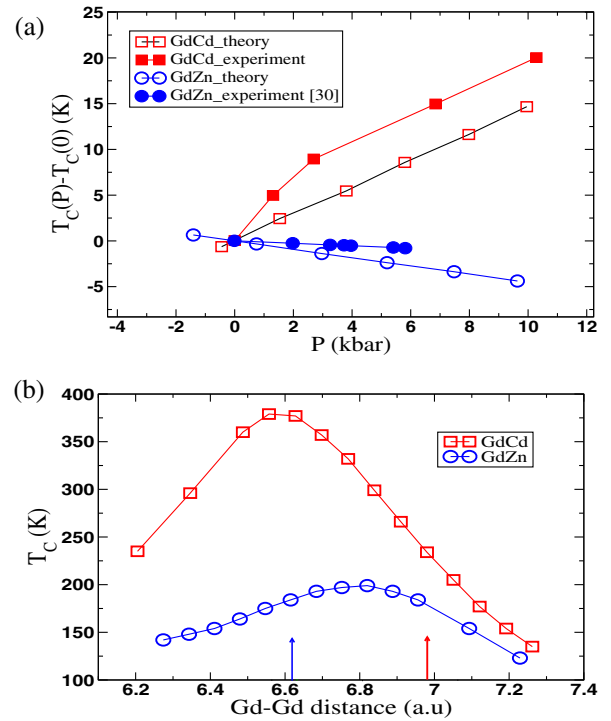 (a)
25
20
15
10
5
0
-5
T_C(P)-T_C(0) (K)
GdCd_theory
GdCd_experiment
GdZn_theory
GdZn_experiment [30]
-4 -2 0 2 4 6 8 10 12
P (kbar)
(b)
400
350
300
250
200
150
100
T_C (K)
GdCd
GdZn
6.2 6.4 6.6 6.8 7 7.2 7.4
Gd-Gd distance (a.u)